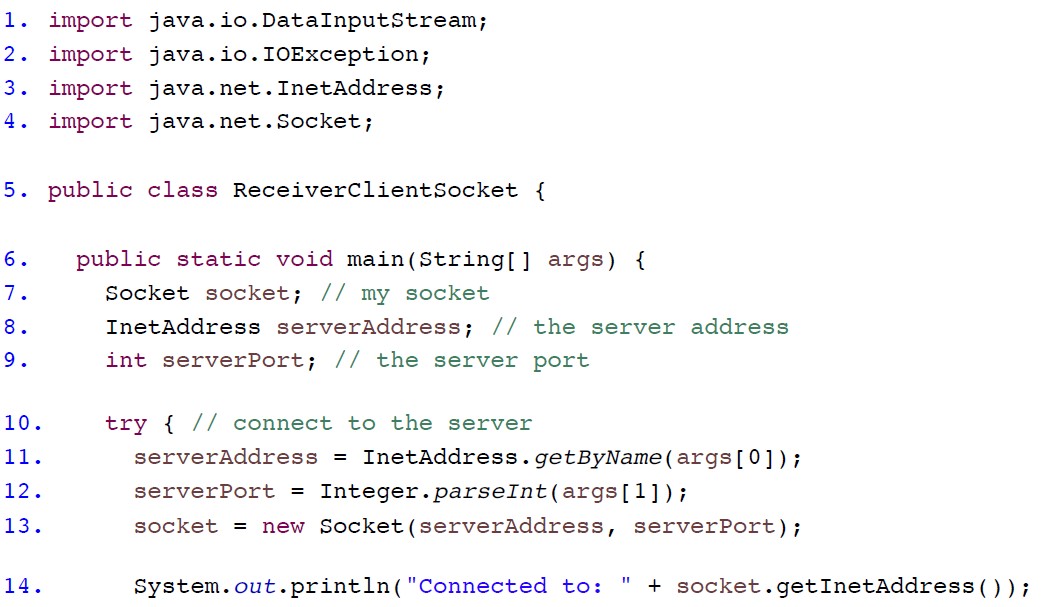 1. import java.io.DataInputStream;
2. import java.io.IOException;
3. import java.net.InetAddress;
4. import java.net.Socket;
5. public class ReceiverClientSocket {
6. public static void main(String[] args) {
7. Socket socket; // my socket
8. InetAddress serverAddress; // the server address
9. int serverPort; // the server port
10. try { // connect to the server
11. serverAddress = InetAddress.getByName(args[0]);
12. serverPort = Integer.parseInt(args[1]);
13. socket = new Socket(serverAddress, serverPort);
14. System.out.println("Connected to: " + socket.getInetAddress());